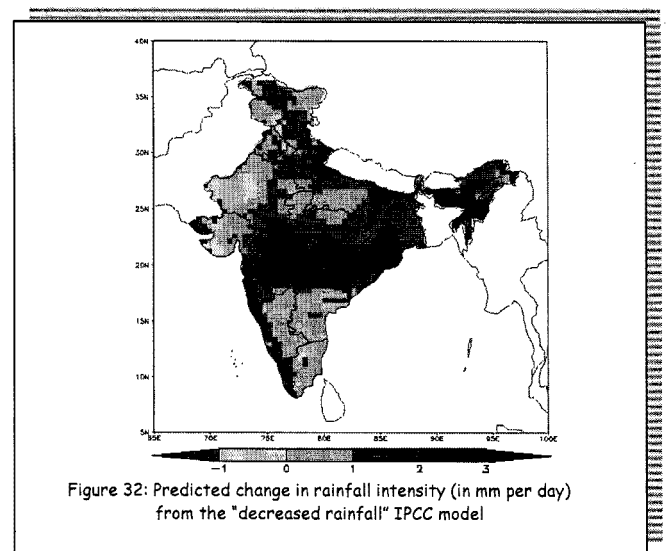 40N
35N
30N
25N
20N
15N
10N
5N
70E 75E 80E 85E 90E 95E 100E
-1 0 1 2 3
Figure 32: Predicted change in rainfall intensity (in mm per day)
from the "decreased rainfall" IPCC model